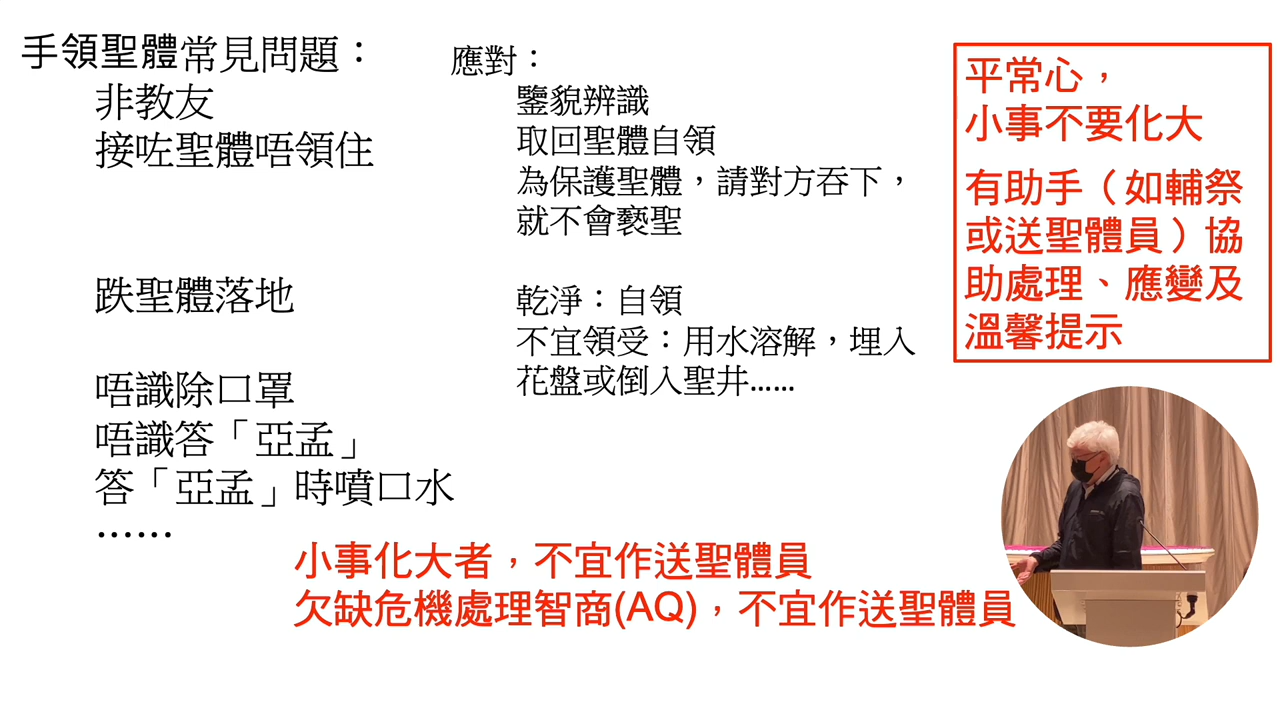 手領聖體常見問題：
非教友
接咗聖體唔領住
跌聖體落地
唔識除口罩
唔識答「亞孟」
答「亞孟」時噴口水
……
應對：
鑒貌辨識
取回聖體自領
為保護聖體，請對方吞下，
就不會褻聖
乾淨：自領
不宜領受：用水溶解，埋入
花盤或倒入聖井……
平常心，
小事不要化大
有助手（如輔祭
或送聖體員）協
助處理、應變及
溫馨提示
小事化大者，不宜作送聖體員
欠缺危機處理智商(AQ)，不宜作送聖體員